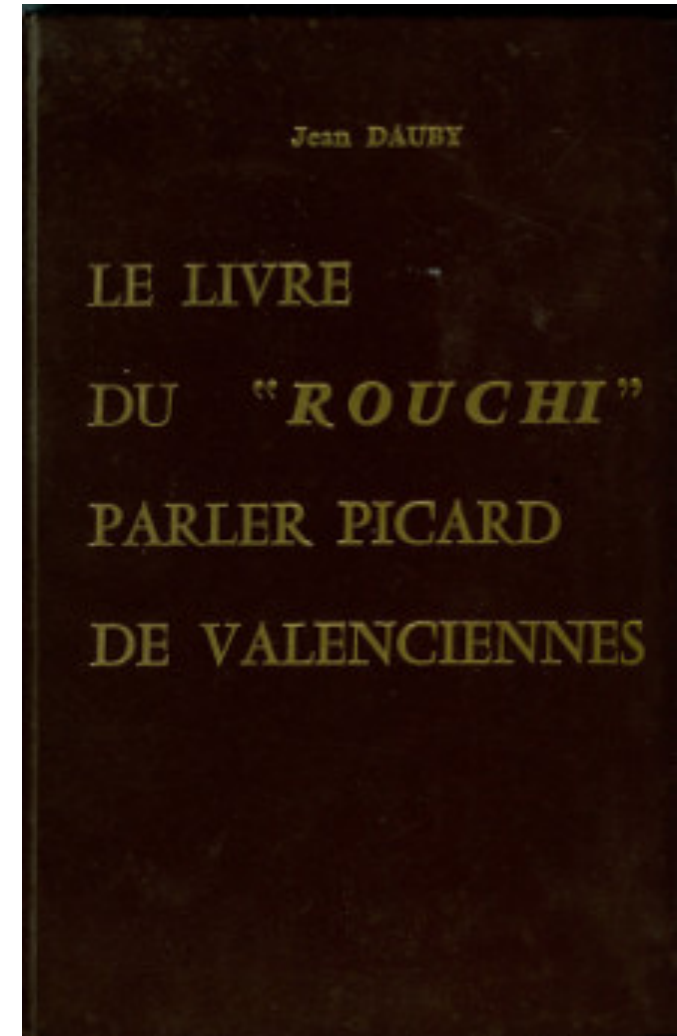 Jean DAUBY
LE LIVRE
DU “ROUCHI”
PARLER PICARD
DE VALENCIENNES